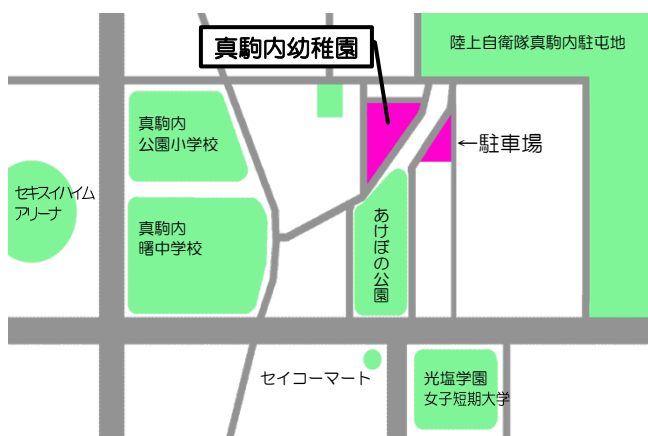 真駒内幼稚園
陸上自衛隊真駒内駐屯地
真駒内
公園小学校
←駐車場
セキスイハイム
アリーナ
真駒内
曙中学校
あけぼの公園
セイコーマート
光塩学園
女子短期大学